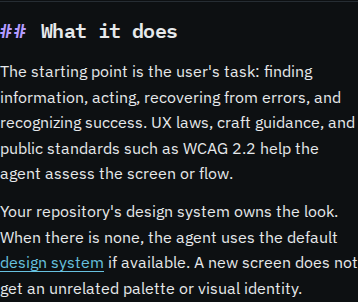 ## What it does
The starting point is the user's task: finding
information, acting, recovering from errors, and
recognizing success. UX laws, craft guidance, and
public standards such as WCAG 2.2 help the
agent assess the screen or flow.
Your repository's design system owns the look.
When there is none, the agent uses the default
design system if available. A new screen does not
get an unrelated palette or visual identity.